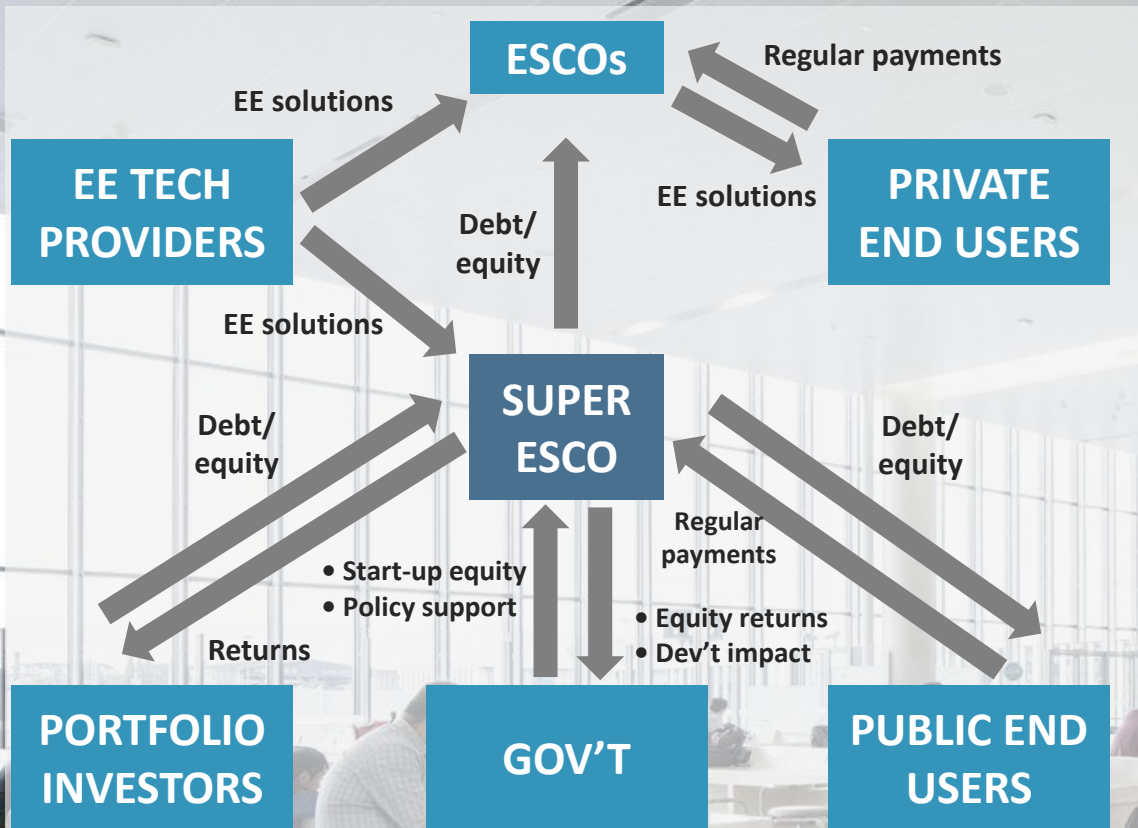 ESCOs
Regular payments
EE solutions
EE TECH
PROVIDERS
EE solutions
PRIVATE
END USERS
Debt/
equity
EE solutions
SUPER
ESCO
Debt/
equity
Debt/
equity
Regular
payments
• Start-up equity
• Policy support
• Equity returns
• Dev't impact
Returns
PORTFOLIO
INVESTORS
GOV'T
PUBLIC END
USERS